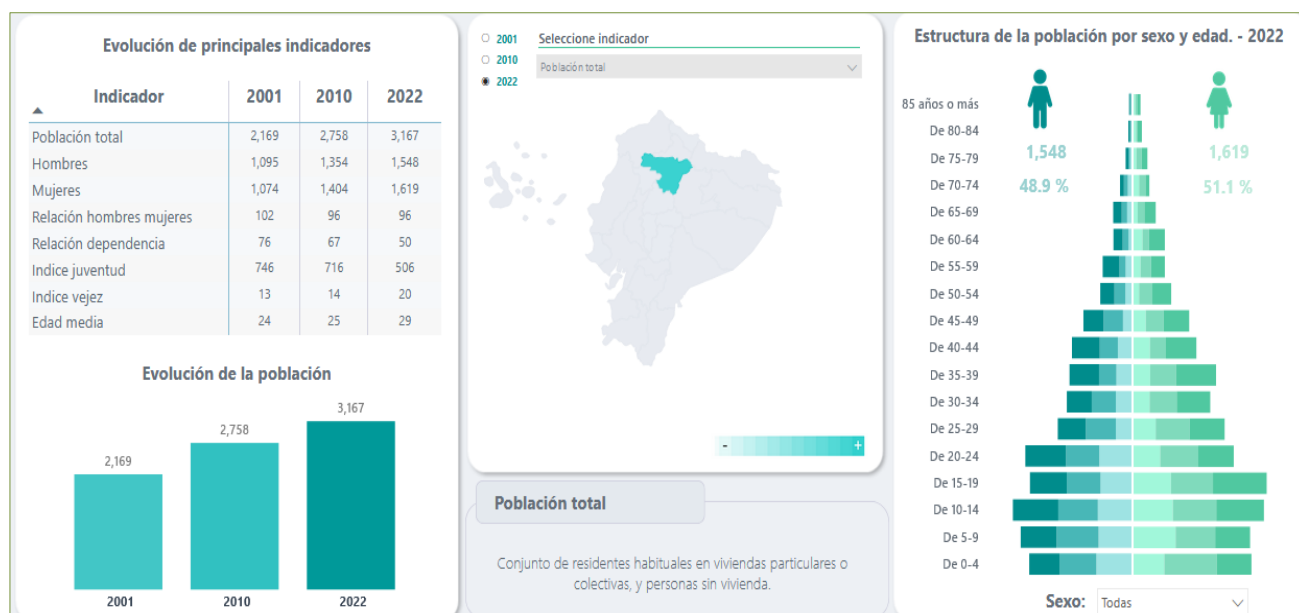 Evolución de principales indicadores
Indicador 2001 2010 2022
Población total 2,169 2,758 3,167
Hombres 1,095 1,354 1,548
Mujeres 1,074 1,404 1,619
Relación hombres mujeres 102 96 96
Relación dependencia 76 67 50
Indice juventud 746 716 506
Indice vejez 13 14 20
Edad media 24 25 29
Evolución de la población
2,169
2,758
3,167
2001 2010 2022
2001
2010
2022
Seleccione indicador
Población total
- +
Población total
Conjunto de residentes habituales en viviendas particulares o
colectivas, y personas sin vivienda.
Estructura de la población por sexo y edad. - 2022
1,548 1,619
48.9 % 51.1 %
85 años o más
De 80-84
De 75-79
De 70-74
De 65-69
De 60-64
De 55-59
De 50-54
De 45-49
De 40-44
De 35-39
De 30-34
De 25-29
De 20-24
De 15-19
De 10-14
De 5-9
De 0-4
Sexo: Todas